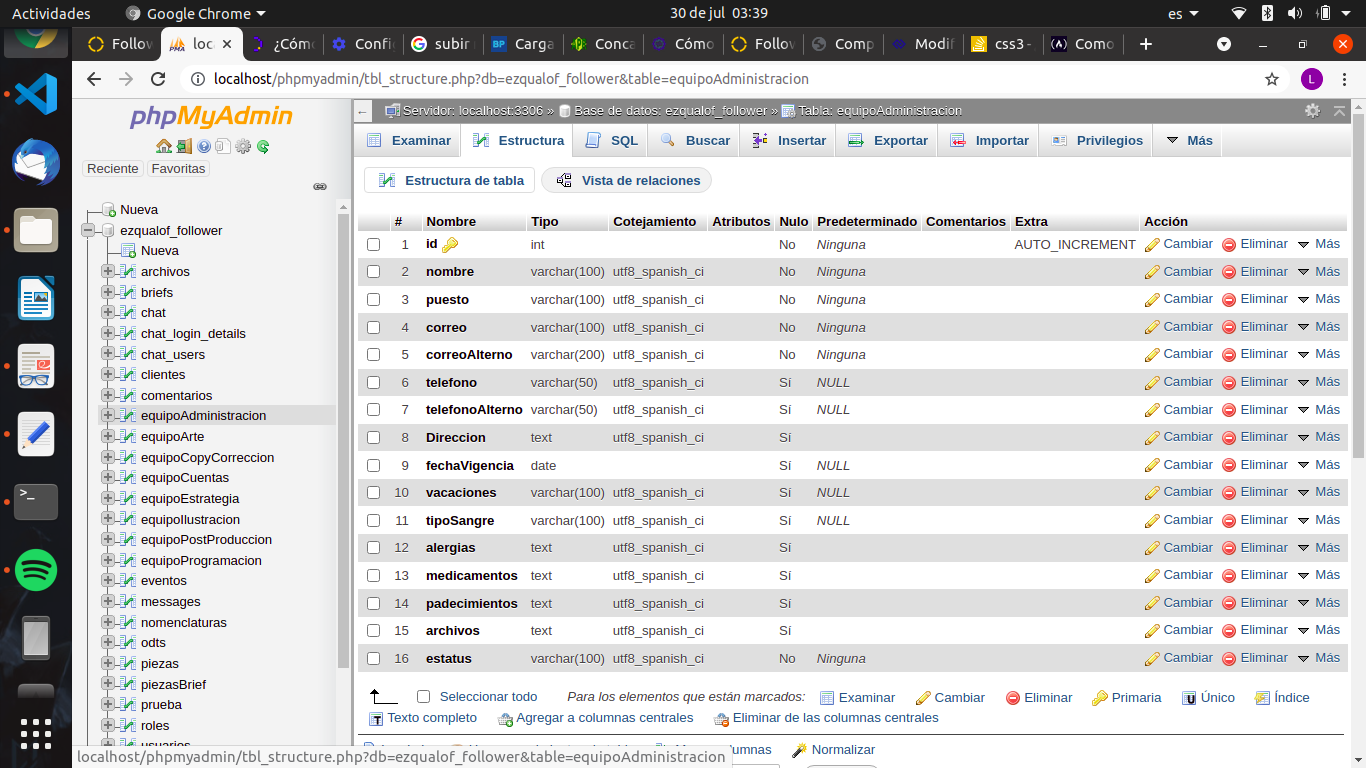 Actividades
Google Chrome
30 de jul 03:39
es
Follow
loc
¿Cóm
Config
subir
Carga
Conca
Cómo
Follow
Comp
Modif
css3 -
Como
localhost/phpmyadmin/tbl_structure.php?db=ezqualof_follower&table=equipoAdministracion
L
phpMyAdmin
Reciente
Favoritas
Nueva
ezqualof_follower
Nueva
archivos
briefs
chat
chat_login_details
chat_users
clientes
comentarios
equipoAdministracion
equipoArte
equipoCopyCorreccion
equipoCuentas
equipoEstrategia
equipoIlustracion
equipoPostProduccion
equipoProgramacion
eventos
messages
nomenclaturas
odts
piezas
piezasBrief
prueba
roles
usuarios
Servidor: localhost:3306 » Base de datos: ezqualof_follower » Tabla: equipoAdministracion
Examinar Estructura SQL Buscar Insertar Exportar Importar Privilegios Más
Estructura de tabla Vista de relaciones
# Nombre Tipo Cotejamiento Atributos Nulo Predeterminado Comentarios Extra Acción
1 id int No Ninguna AUTO_INCREMENT Cambiar Eliminar Más
2 nombre varchar(100) utf8_spanish_ci No Ninguna Cambiar Eliminar Más
3 puesto varchar(100) utf8_spanish_ci No Ninguna Cambiar Eliminar Más
4 correo varchar(100) utf8_spanish_ci No Ninguna Cambiar Eliminar Más
5 correoAlterno varchar(200) utf8_spanish_ci No Ninguna Cambiar Eliminar Más
6 telefono varchar(50) utf8_spanish_ci Sí NULL Cambiar Eliminar Más
7 telefonoAlterno varchar(50) utf8_spanish_ci Sí NULL Cambiar Eliminar Más
8 Direccion text utf8_spanish_ci Sí Cambiar Eliminar Más
9 fechaVigencia date Sí NULL Cambiar Eliminar Más
10 vacaciones varchar(100) utf8_spanish_ci Sí NULL Cambiar Eliminar Más
11 tipoSangre varchar(100) utf8_spanish_ci Sí NULL Cambiar Eliminar Más
12 alergias text utf8_spanish_ci Sí Cambiar Eliminar Más
13 medicamentos text utf8_spanish_ci Sí Cambiar Eliminar Más
14 padecimientos text utf8_spanish_ci Sí Cambiar Eliminar Más
15 archivos text utf8_spanish_ci Sí Cambiar Eliminar Más
16 estatus varchar(100) utf8_spanish_ci No Ninguna Cambiar Eliminar Más
Seleccionar todo Para los elementos que están marcados: Examinar Cambiar Eliminar Primaria Único Índice
Texto completo Agregar a columnas centrales Eliminar de las columnas centrales
Normalizar
localhost/phpmyadmin/tbl_structure.php?db=ezqualof_follower&table=equipoAdministracion